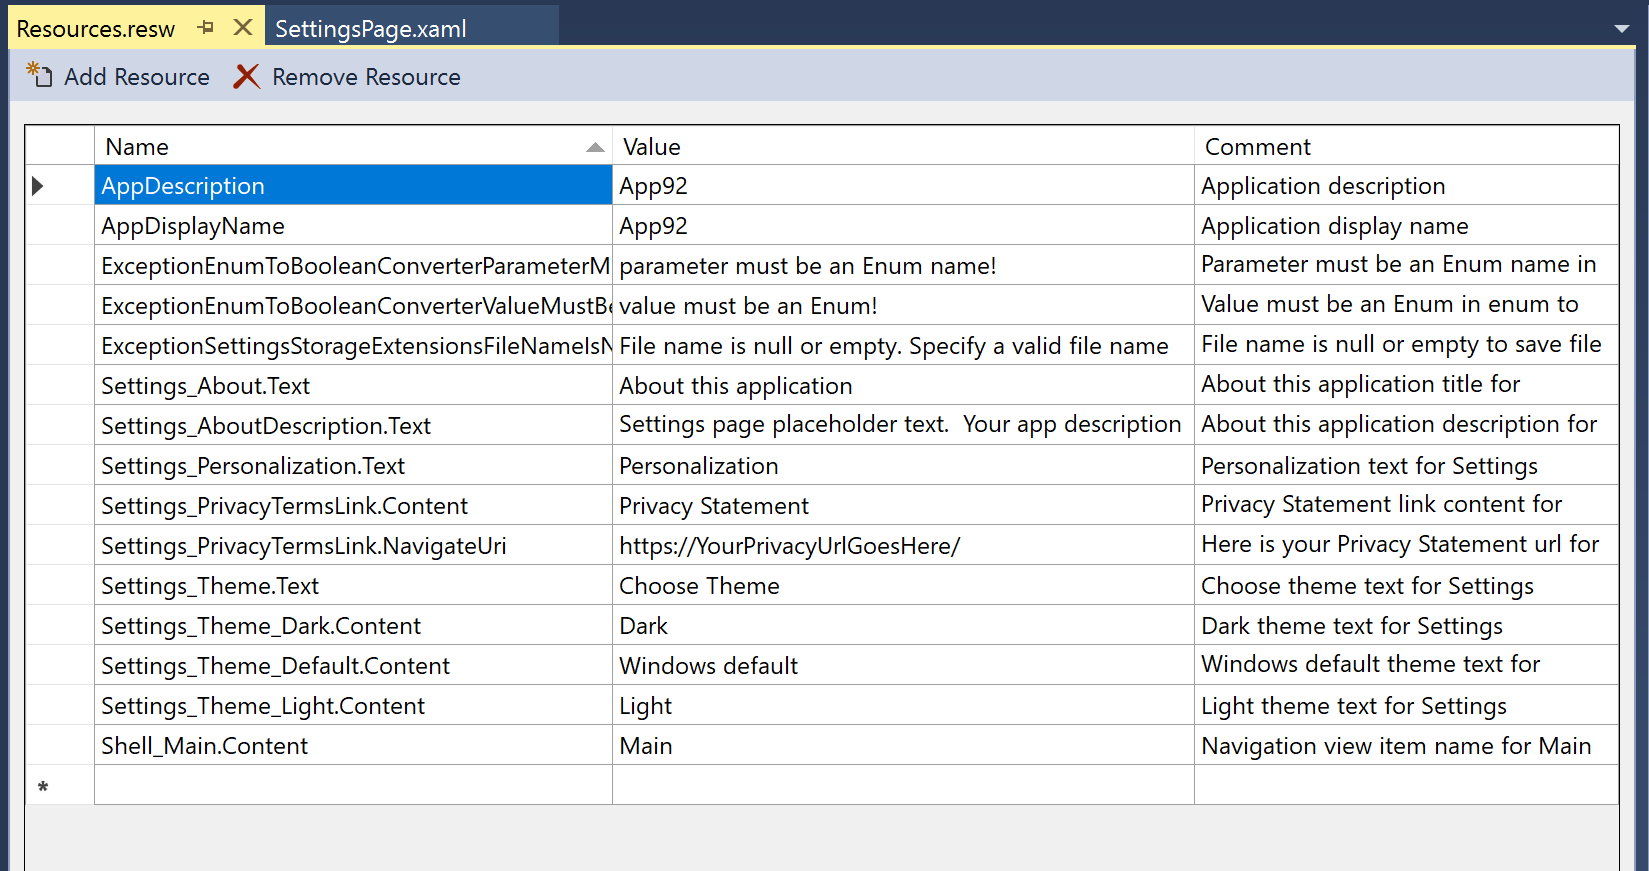 Resources.resw SettingsPage.xaml
Add Resource Remove Resource
Name Value Comment
AppDescription App92 Application description
AppDisplayName App92 Application display name
ExceptionEnumToBooleanConverterParameterM parameter must be an Enum name! Parameter must be an Enum name in
ExceptionEnumToBooleanConverterValueMustBe value must be an Enum! Value must be an Enum in enum to
ExceptionSettingsStorageExtensionsFileNameIsN File name is null or empty. Specify a valid file name File name is null or empty to save file
Settings_About.Text About this application About this application title for
Settings_AboutDescription.Text Settings page placeholder text.  Your app description About this application description for
Settings_Personalization.Text Personalization Personalization text for Settings
Settings_PrivacyTermsLink.Content Privacy Statement Privacy Statement link content for
Settings_PrivacyTermsLink.NavigateUri https://YourPrivacyUrlGoesHere/ Here is your Privacy Statement url for
Settings_Theme.Text Choose Theme Choose theme text for Settings
Settings_Theme_Dark.Content Dark Dark theme text for Settings
Settings_Theme_Default.Content Windows default Windows default theme text for
Settings_Theme_Light.Content Light Light theme text for Settings
Shell_Main.Content Main Navigation view item name for Main
*